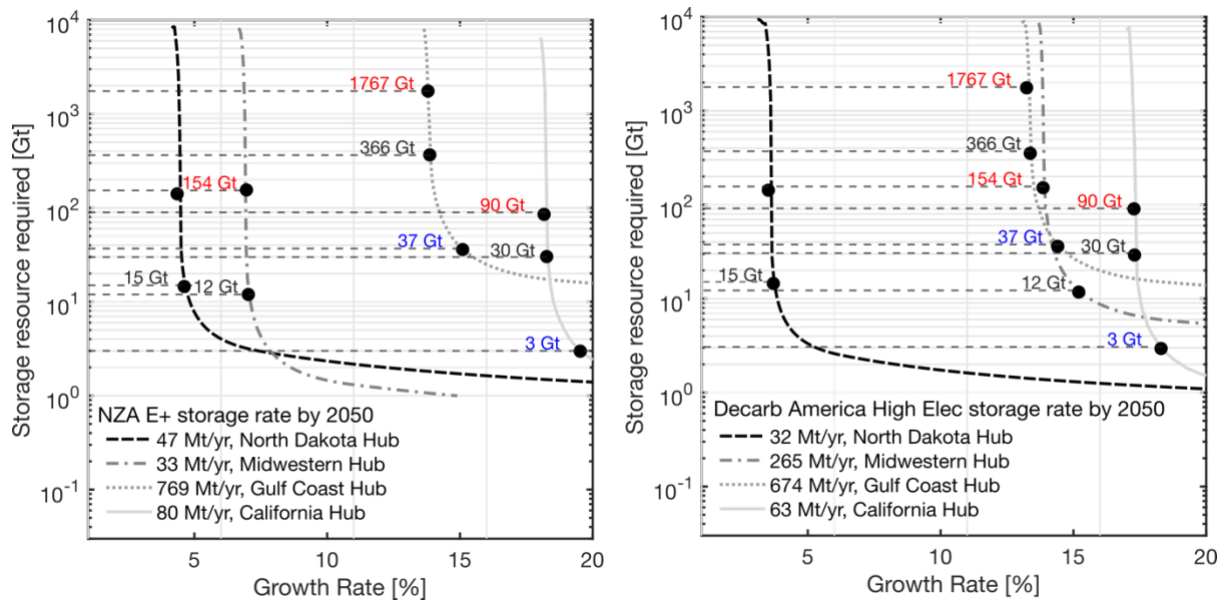 Storage resource required [Gt]
10^4
10^3
10^2
10^1
10^0
10^-1
1767 Gt
366 Gt
154 Gt
90 Gt
37 Gt
30 Gt
15 Gt
12 Gt
3 Gt
NZA E+ storage rate by 2050
47 Mt/yr, North Dakota Hub
33 Mt/yr, Midwestern Hub
769 Mt/yr, Gulf Coast Hub
80 Mt/yr, California Hub
5 10 15 20
Growth Rate [%]
Storage resource required [Gt]
10^4
10^3
10^2
10^1
10^0
10^-1
1767 Gt
366 Gt
154 Gt
90 Gt
37 Gt
30 Gt
15 Gt
12 Gt
3 Gt
Decarb America High Elec storage rate by 2050
32 Mt/yr, North Dakota Hub
265 Mt/yr, Midwestern Hub
674 Mt/yr, Gulf Coast Hub
63 Mt/yr, California Hub
5 10 15 20
Growth Rate [%]